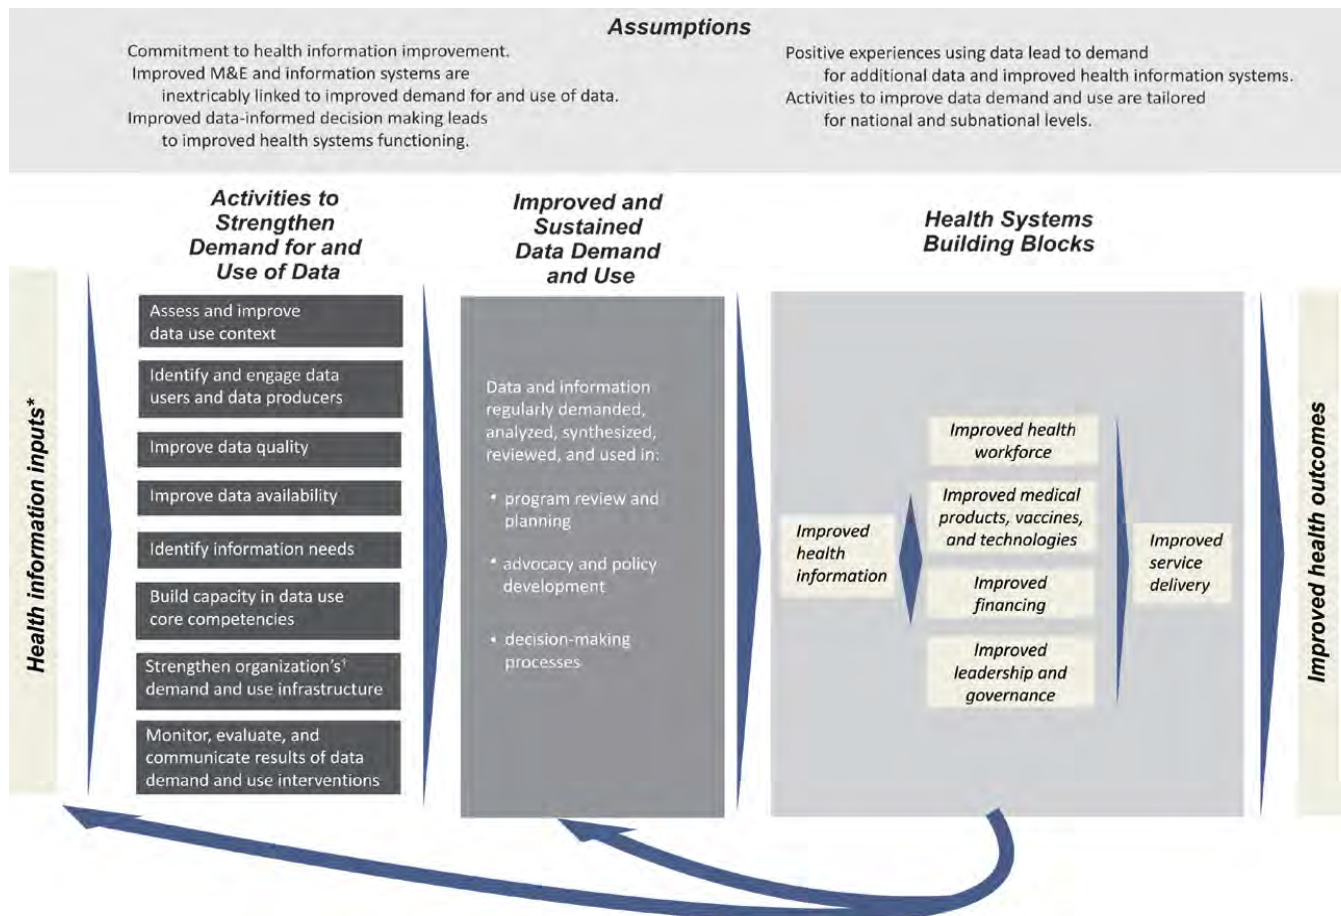 Assumptions
Commitment to health information improvement.
Improved M&E and information systems are
inextricably linked to improved demand for and use of data.
Improved data-informed decision making leads
to improved health systems functioning.
Positive experiences using data lead to demand
for additional data and improved health information systems.
Activities to improve data demand and use are tailored
for national and subnational levels.
Health information inputs*
Activities to
Strengthen
Demand for and
Use of Data
Assess and improve
data use context
Identify and engage data
users and data producers
Improve data quality
Improve data availability
Identify information needs
Build capacity in data use
core competencies
Strengthen organization's†
demand and use infrastructure
Monitor, evaluate, and
communicate results of data
demand and use interventions
Improved and
Sustained
Data Demand
and Use
Data and information
regularly demanded,
analyzed, synthesized,
reviewed, and used in:
• program review and
planning
• advocacy and policy
development
• decision-making
processes
Health Systems
Building Blocks
Improved
health
information
Improved health
workforce
Improved medical
products, vaccines,
and technologies
Improved
financing
Improved
leadership and
governance
Improved
service
delivery
Improved health outcomes